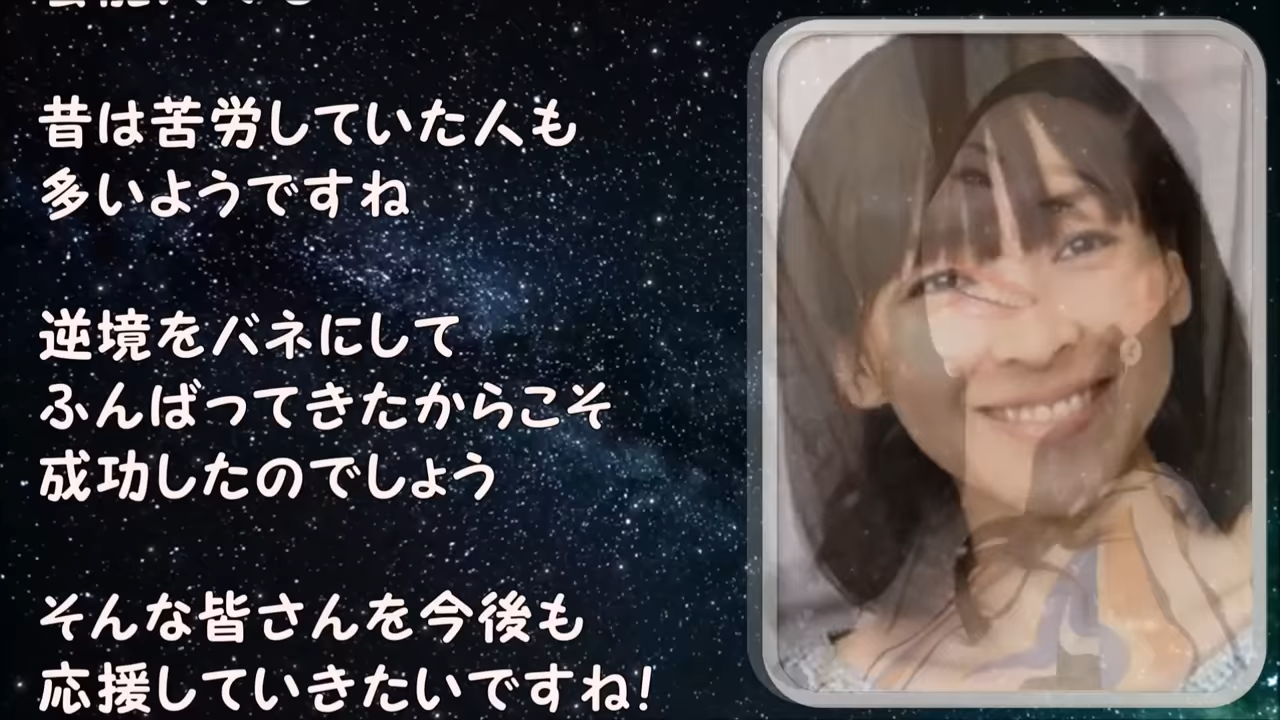 昔は苦労していた人も
多いようですね
逆境をバネにして
ふんばってきたからこそ
成功したのでしょう
そんな皆さんを今後も
応援していきたいですね!